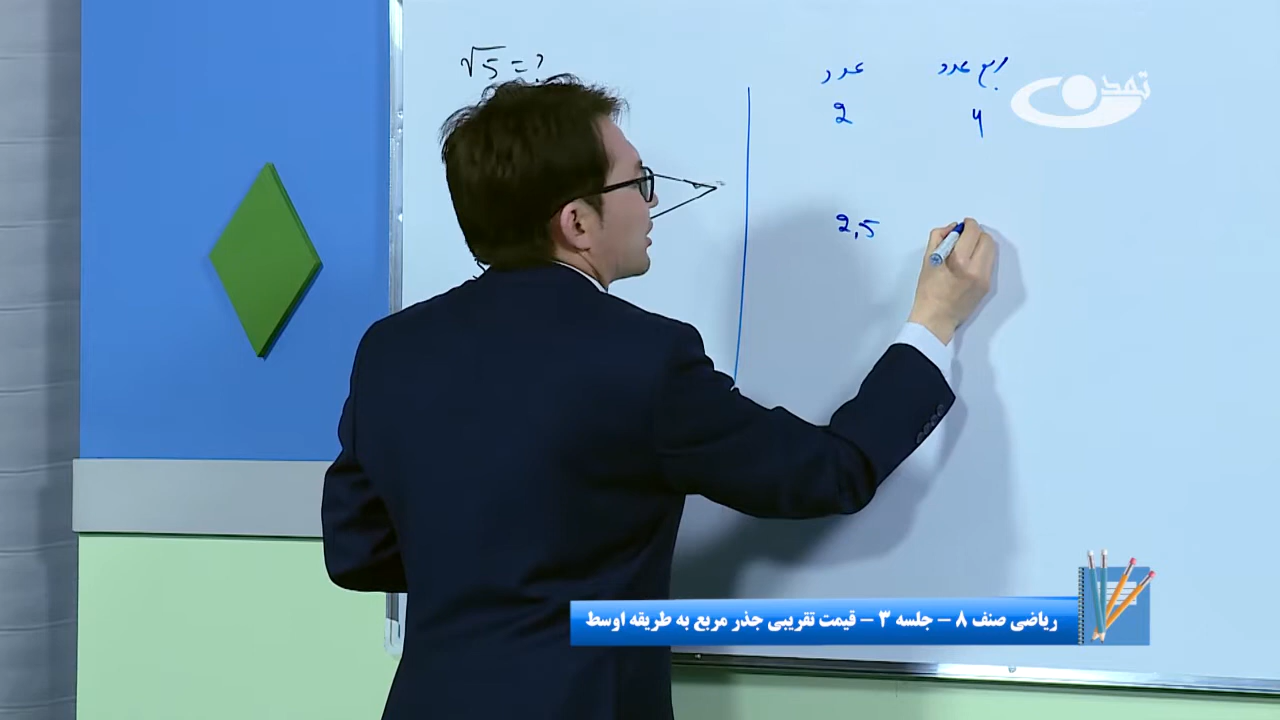 √5 = ?
عدد
مربع عدد
2
4
2,5
تمدن
ریاضی صنف ۸ – جلسه ۳ – قیمت تقریبی جذر مربع به طریقه اوسط